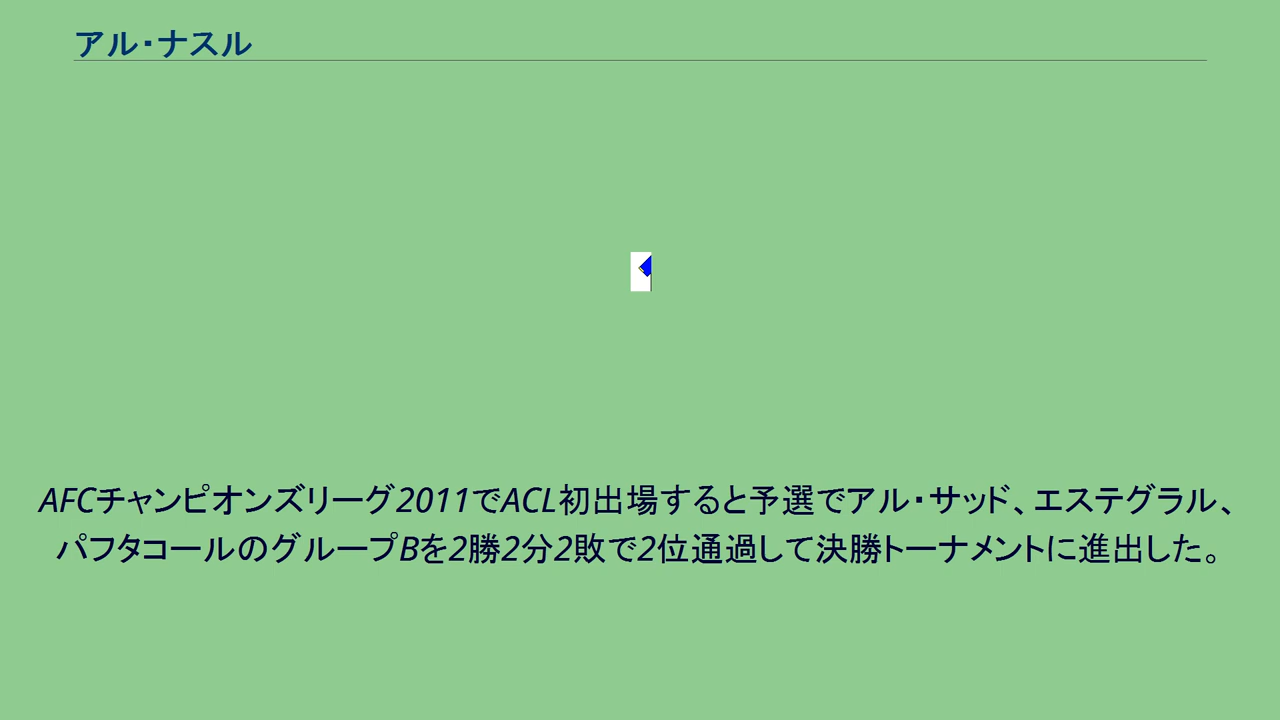 アル・ナスル
AFCチャンピオンズリーグ2011でACL初出場すると予選でアル・サッド、エステグラル、
パフタコールのグループBを2勝2分2敗で2位通過して決勝トーナメントに進出した。